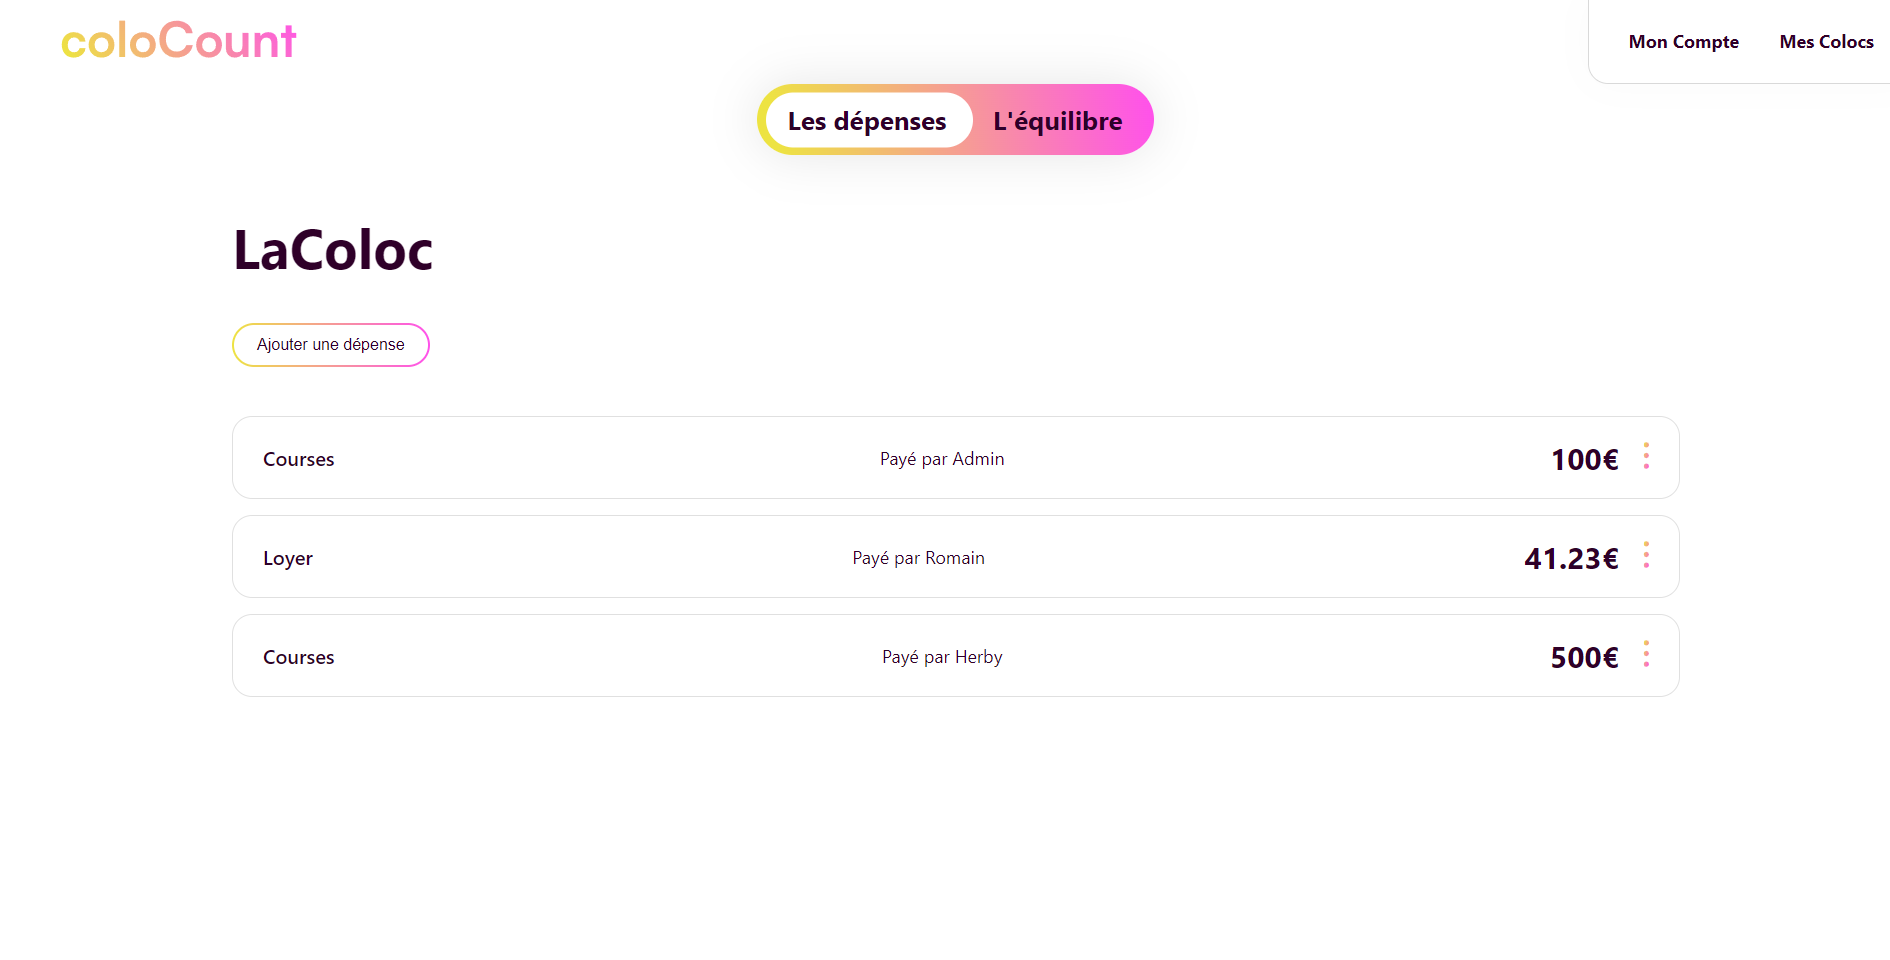 coloCount
Mon Compte Mes Colocs
Les dépenses L'équilibre
LaColoc
Ajouter une dépense
Courses Payé par Admin 100€
Loyer Payé par Romain 41.23€
Courses Payé par Herby 500€